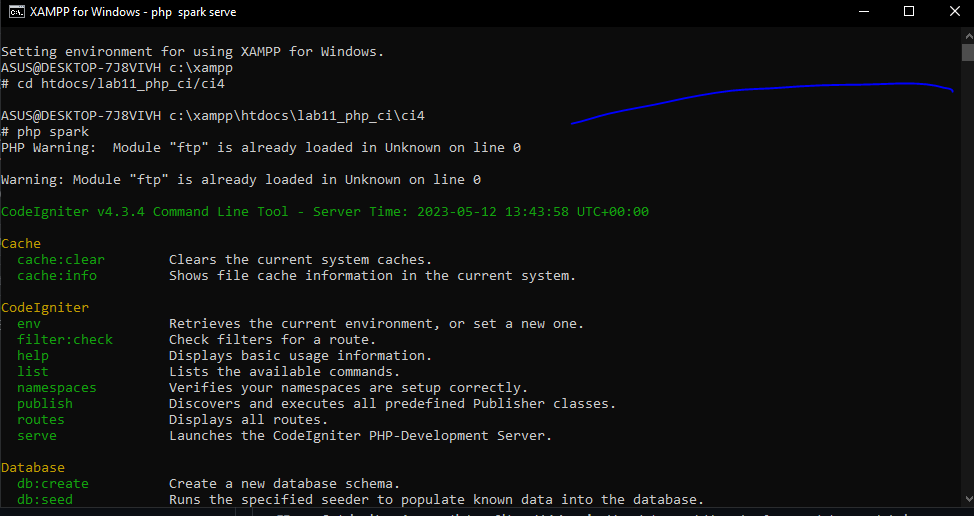 XAMPP for Windows - php  spark serve
Setting environment for using XAMPP for Windows.
ASUS@DESKTOP-7J8VIVH c:\xampp
# cd htdocs/lab11_php_ci/ci4
ASUS@DESKTOP-7J8VIVH c:\xampp\htdocs\lab11_php_ci\ci4
# php spark
PHP Warning:  Module "ftp" is already loaded in Unknown on line 0
Warning: Module "ftp" is already loaded in Unknown on line 0
CodeIgniter v4.3.4 Command Line Tool - Server Time: 2023-05-12 13:43:58 UTC+00:00
Cache
  cache:clear        Clears the current system caches.
  cache:info         Shows file cache information in the current system.
CodeIgniter
  env                Retrieves the current environment, or set a new one.
  filter:check       Check filters for a route.
  help               Displays basic usage information.
  list               Lists the available commands.
  namespaces         Verifies your namespaces are setup correctly.
  publish            Discovers and executes all predefined Publisher classes.
  routes             Displays all routes.
  serve              Launches the CodeIgniter PHP-Development Server.
Database
  db:create          Create a new database schema.
  db:seed            Runs the specified seeder to populate known data into the database.